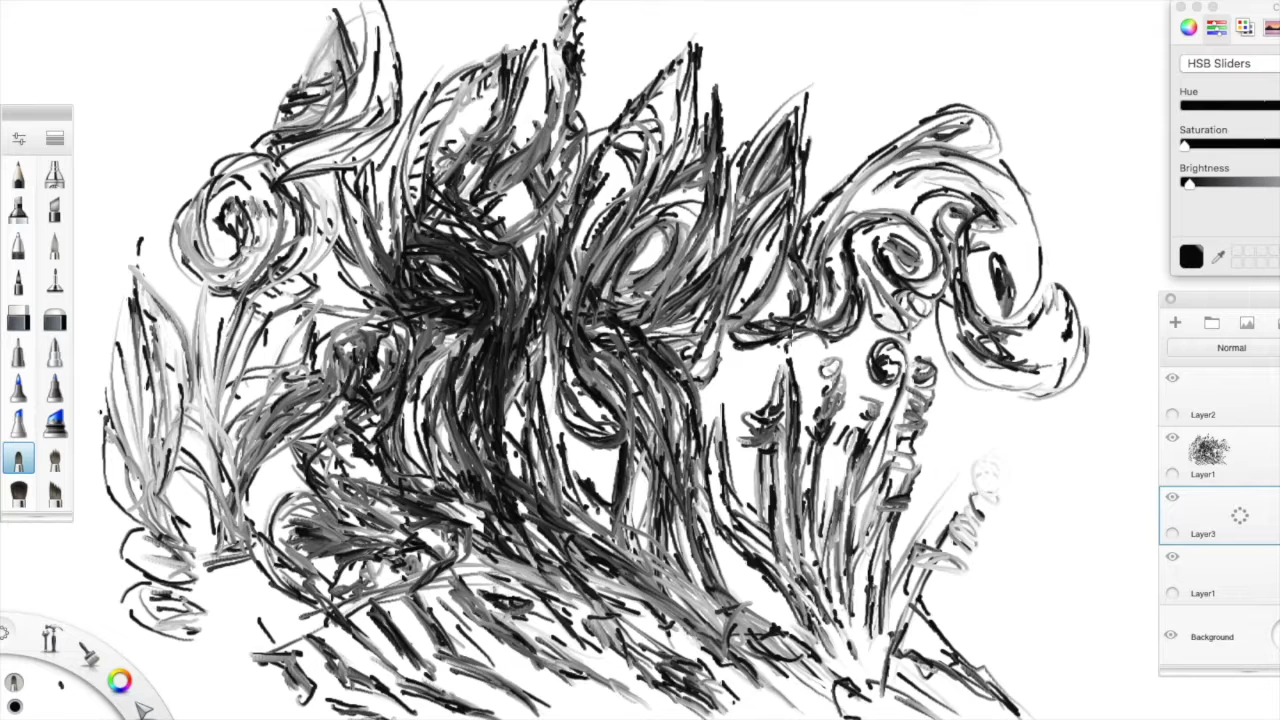 HSB Sliders
Hue
Saturation
Brightness
Normal
Layer2
Layer1
Layer3
Layer1
Background